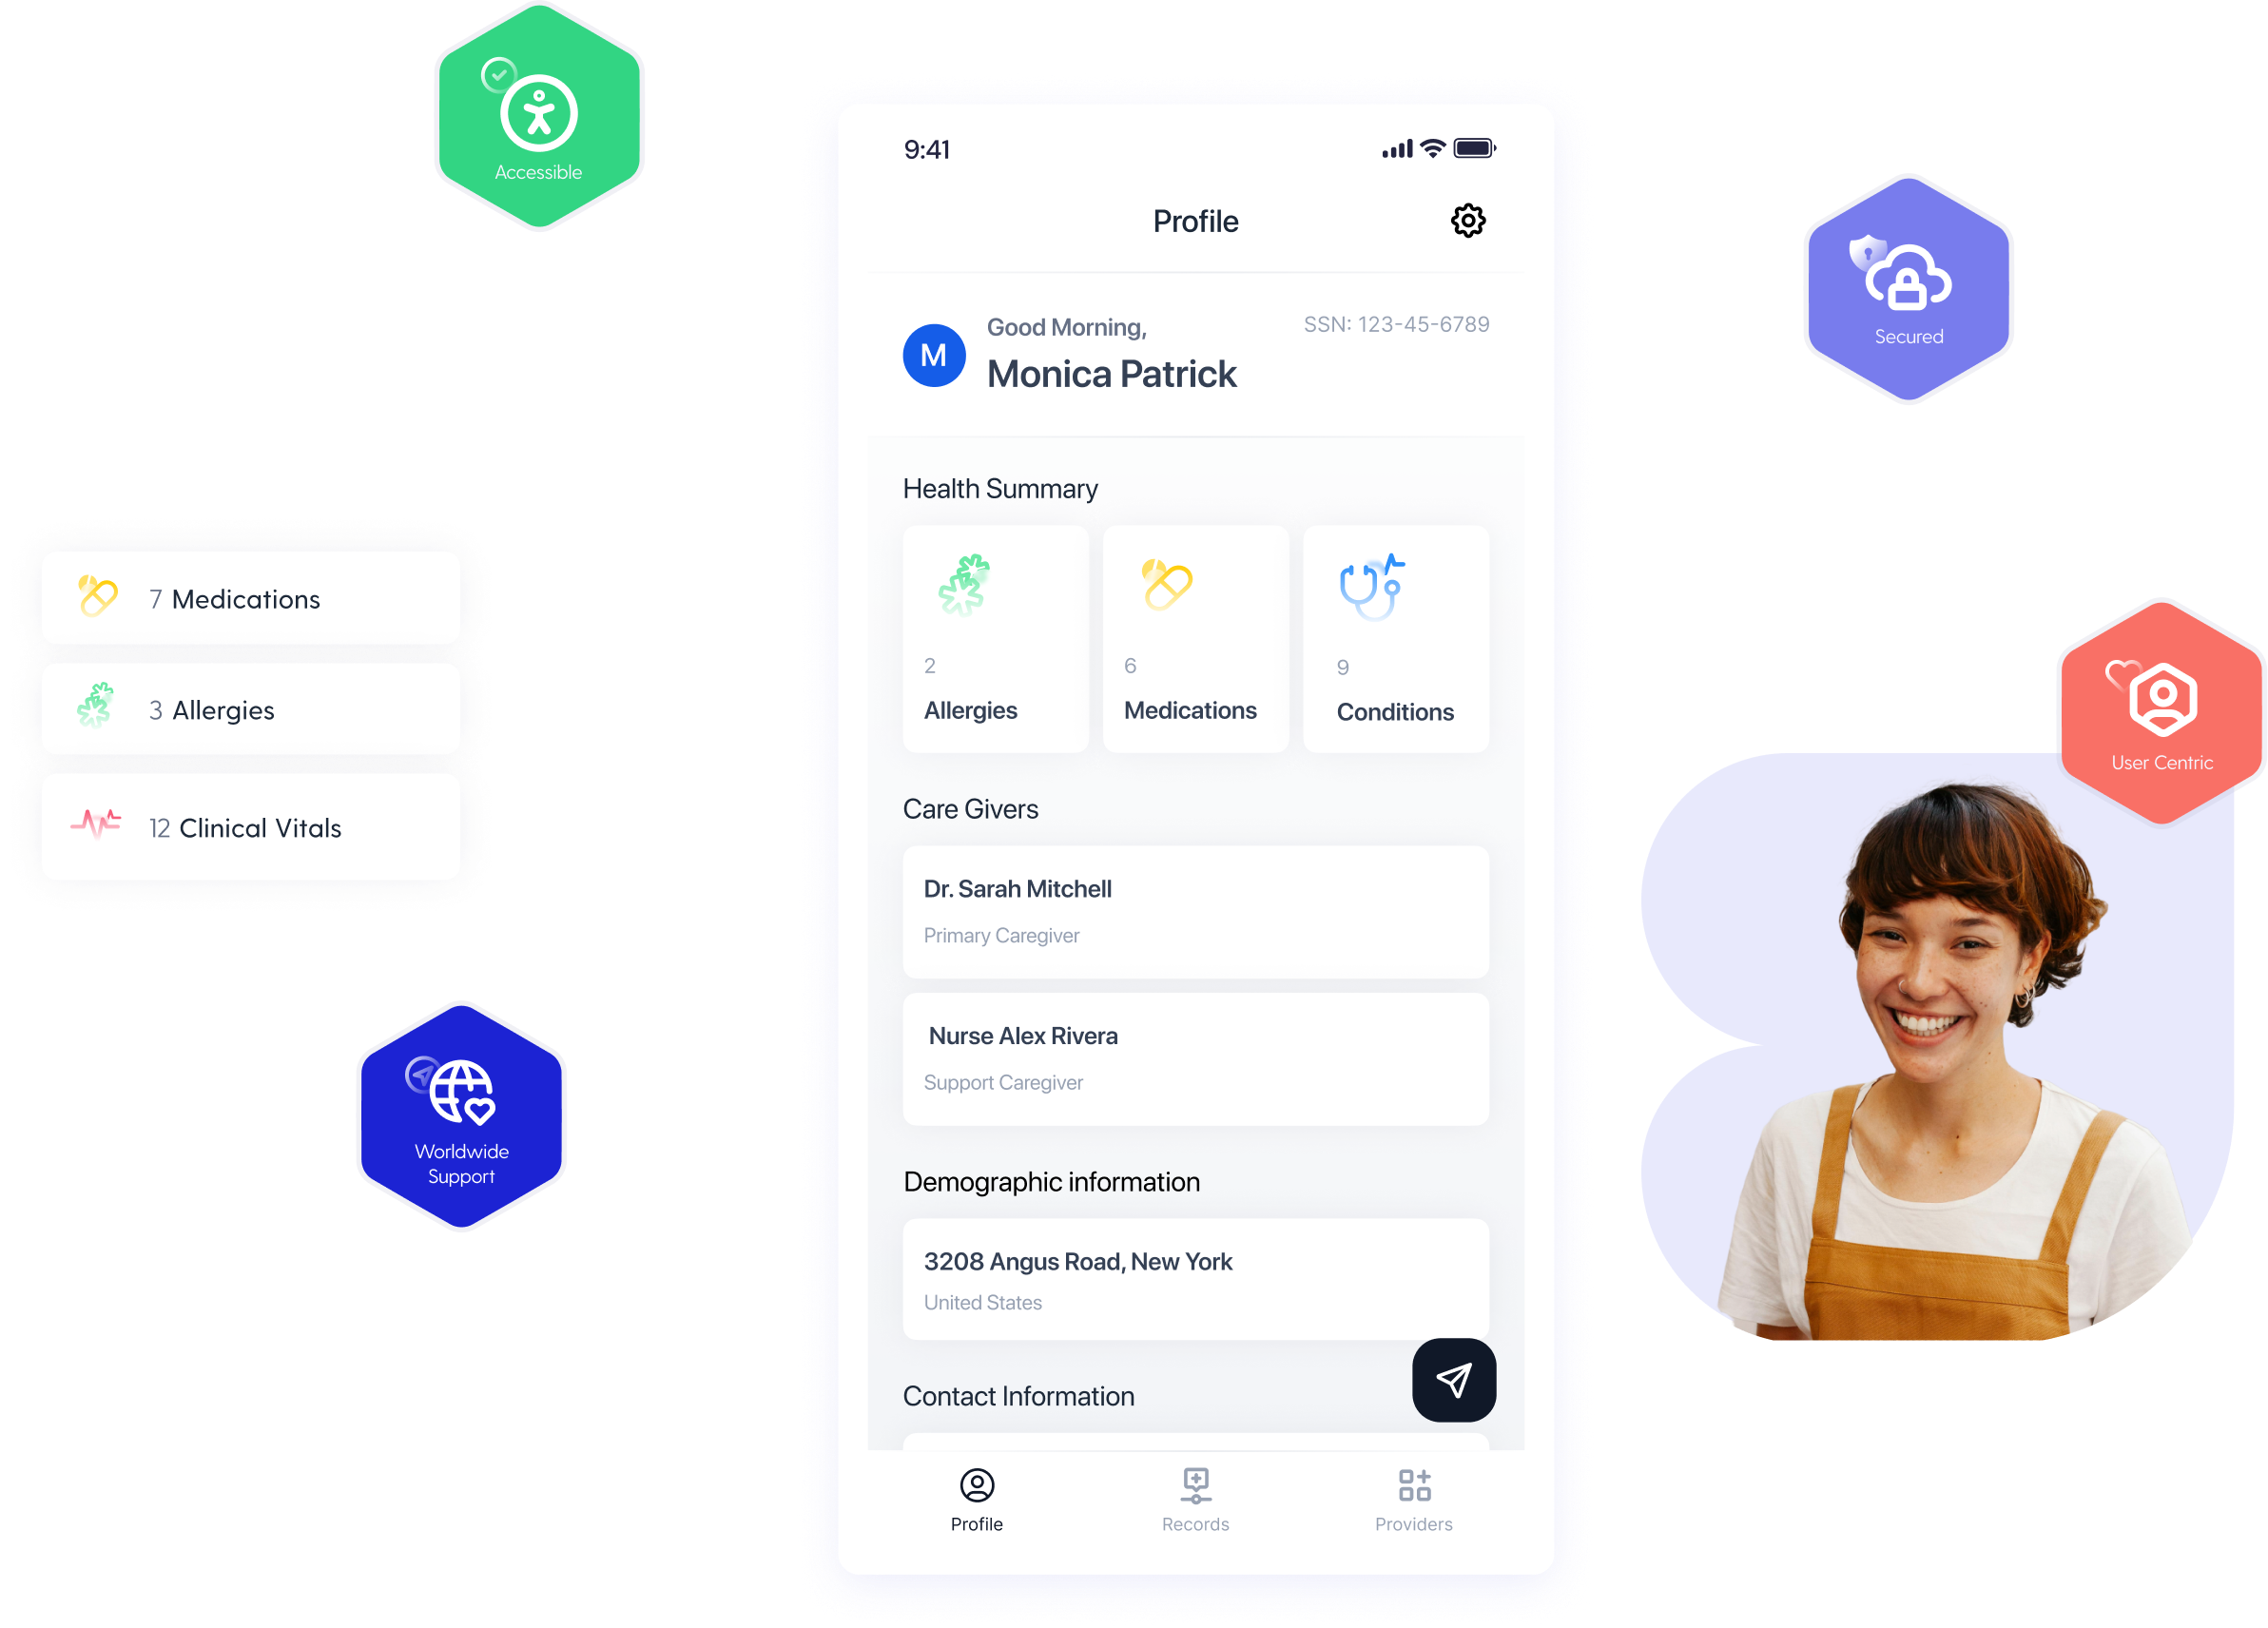 Accessible
7 Medications
3 Allergies
12 Clinical Vitals
Worldwide
Support
9:41
Profile
M
Good Morning,
Monica Patrick
SSN: 123-45-6789
Health Summary
2
Allergies
6
Medications
9
Conditions
Care Givers
Dr. Sarah Mitchell
Primary Caregiver
Nurse Alex Rivera
Support Caregiver
Demographic information
3208 Angus Road, New York
United States
Contact Information
Profile
Records
Providers
Secured
User Centric